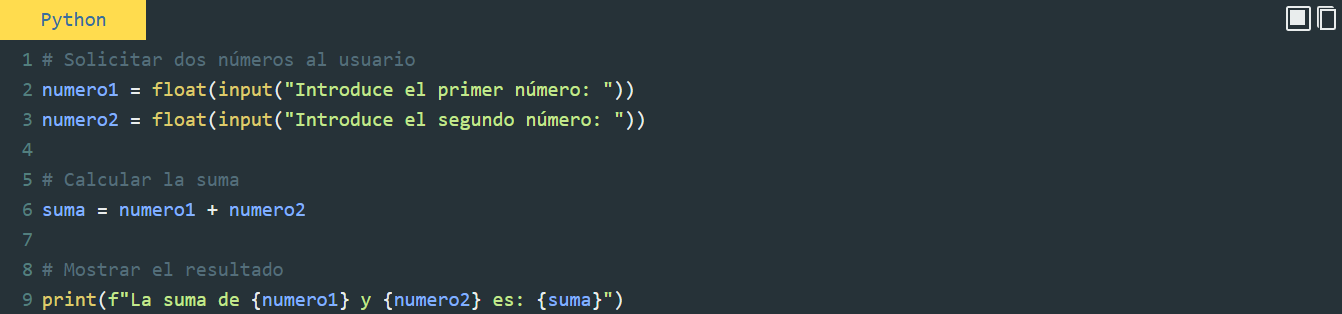 Python
1 # Solicitar dos números al usuario
2 numero1 = float(input("Introduce el primer número: "))
3 numero2 = float(input("Introduce el segundo número: "))
4
5 # Calcular la suma
6 suma = numero1 + numero2
7
8 # Mostrar el resultado
9 print(f"La suma de {numero1} y {numero2} es: {suma}")